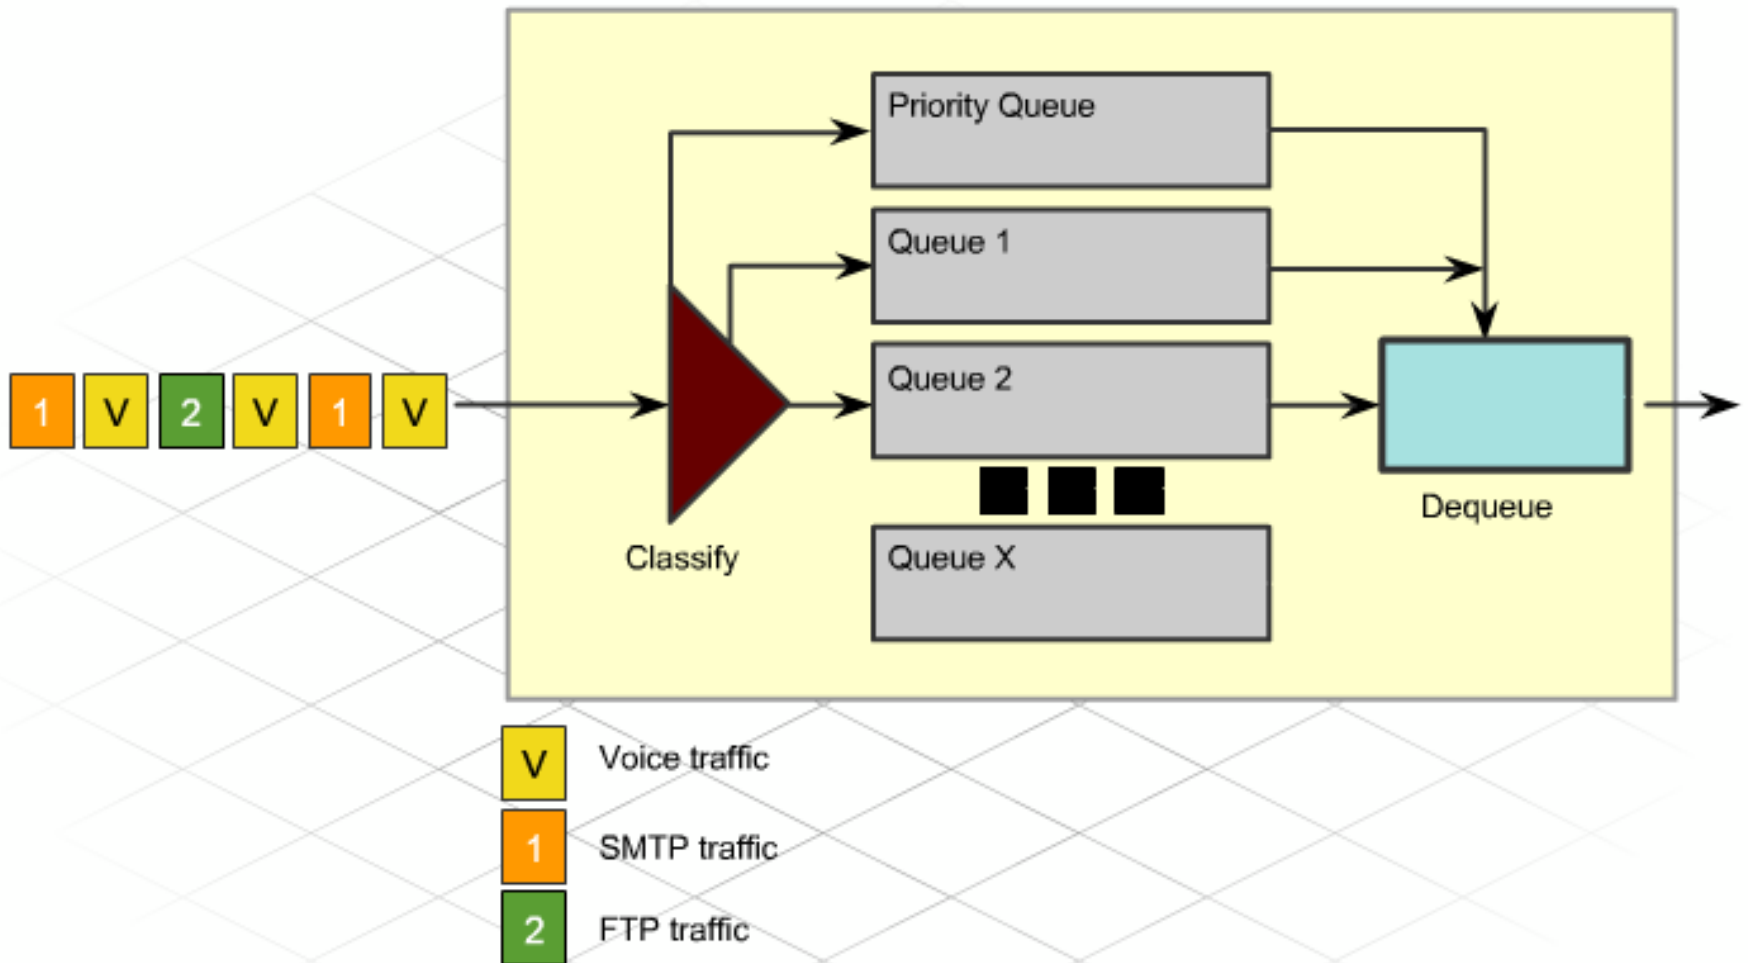 Priority Queue
Queue 1
Queue 2
1 V 2 V 1 V
Dequeue
Classify
Queue X
V Voice traffic
1 SMTP traffic
2 FTP traffic